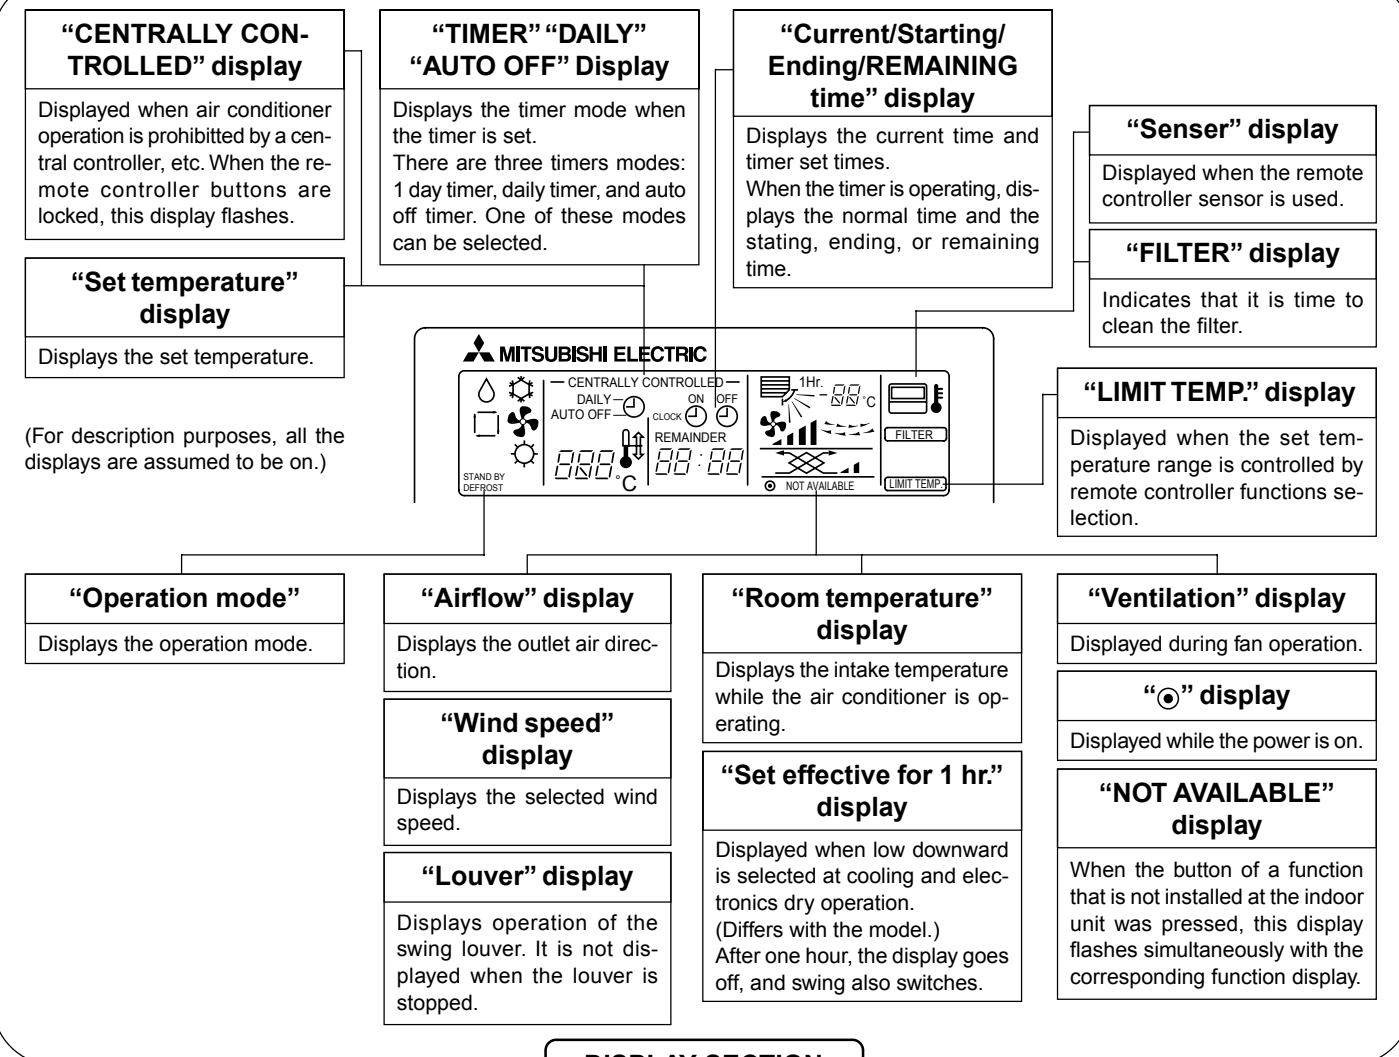 “CENTRALLY CON-
TROLLED” display
Displayed when air conditioner
operation is prohibitted by a cen-
tral controller, etc. When the re-
mote controller buttons are
locked, this display flashes.
“Set temperature”
display
Displays the set temperature.
(For description purposes, all the
displays are assumed to be on.)
“TIMER” “DAILY”
“AUTO OFF” Display
Displays the timer mode when
the timer is set.
There are three timers modes:
1 day timer, daily timer, and auto
off timer. One of these modes
can be selected.
“Current/Starting/
Ending/REMAINING
time” display
Displays the current time and
timer set times.
When the timer is operating, dis-
plays the normal time and the
stating, ending, or remaining
time.
“Senser” display
Displayed when the remote
controller sensor is used.
“FILTER” display
Indicates that it is time to
clean the filter.
“LIMIT TEMP.” display
Displayed when the set tem-
perature range is controlled by
remote controller functions se-
lection.
MITSUBISHI ELECTRIC
CENTRALLY CONTROLLED
DAILY
AUTO OFF
CLOCK
ON OFF
REMAINDER
888 °C
88:88
STAND BY
DEFROST
1Hr.
-88 °C
NOT AVAILABLE
FILTER
LIMIT TEMP.
“Operation mode”
Displays the operation mode.
“Airflow” display
Displays the outlet air direc-
tion.
“Wind speed”
display
Displays the selected wind
speed.
“Louver” display
Displays operation of the
swing louver. It is not dis-
played when the louver is
stopped.
“Room temperature”
display
Displays the intake temperature
while the air conditioner is op-
erating.
“Set effective for 1 hr.”
display
Displayed when low downward
is selected at cooling and elec-
tronics dry operation.
(Differs with the model.)
After one hour, the display goes
off, and swing also switches.
“Ventilation” display
Displayed during fan operation.
“◉” display
Displayed while the power is on.
“NOT AVAILABLE”
display
When the button of a function
that is not installed at the indoor
unit was pressed, this display
flashes simultaneously with the
corresponding function display.
DISPLAY SECTION